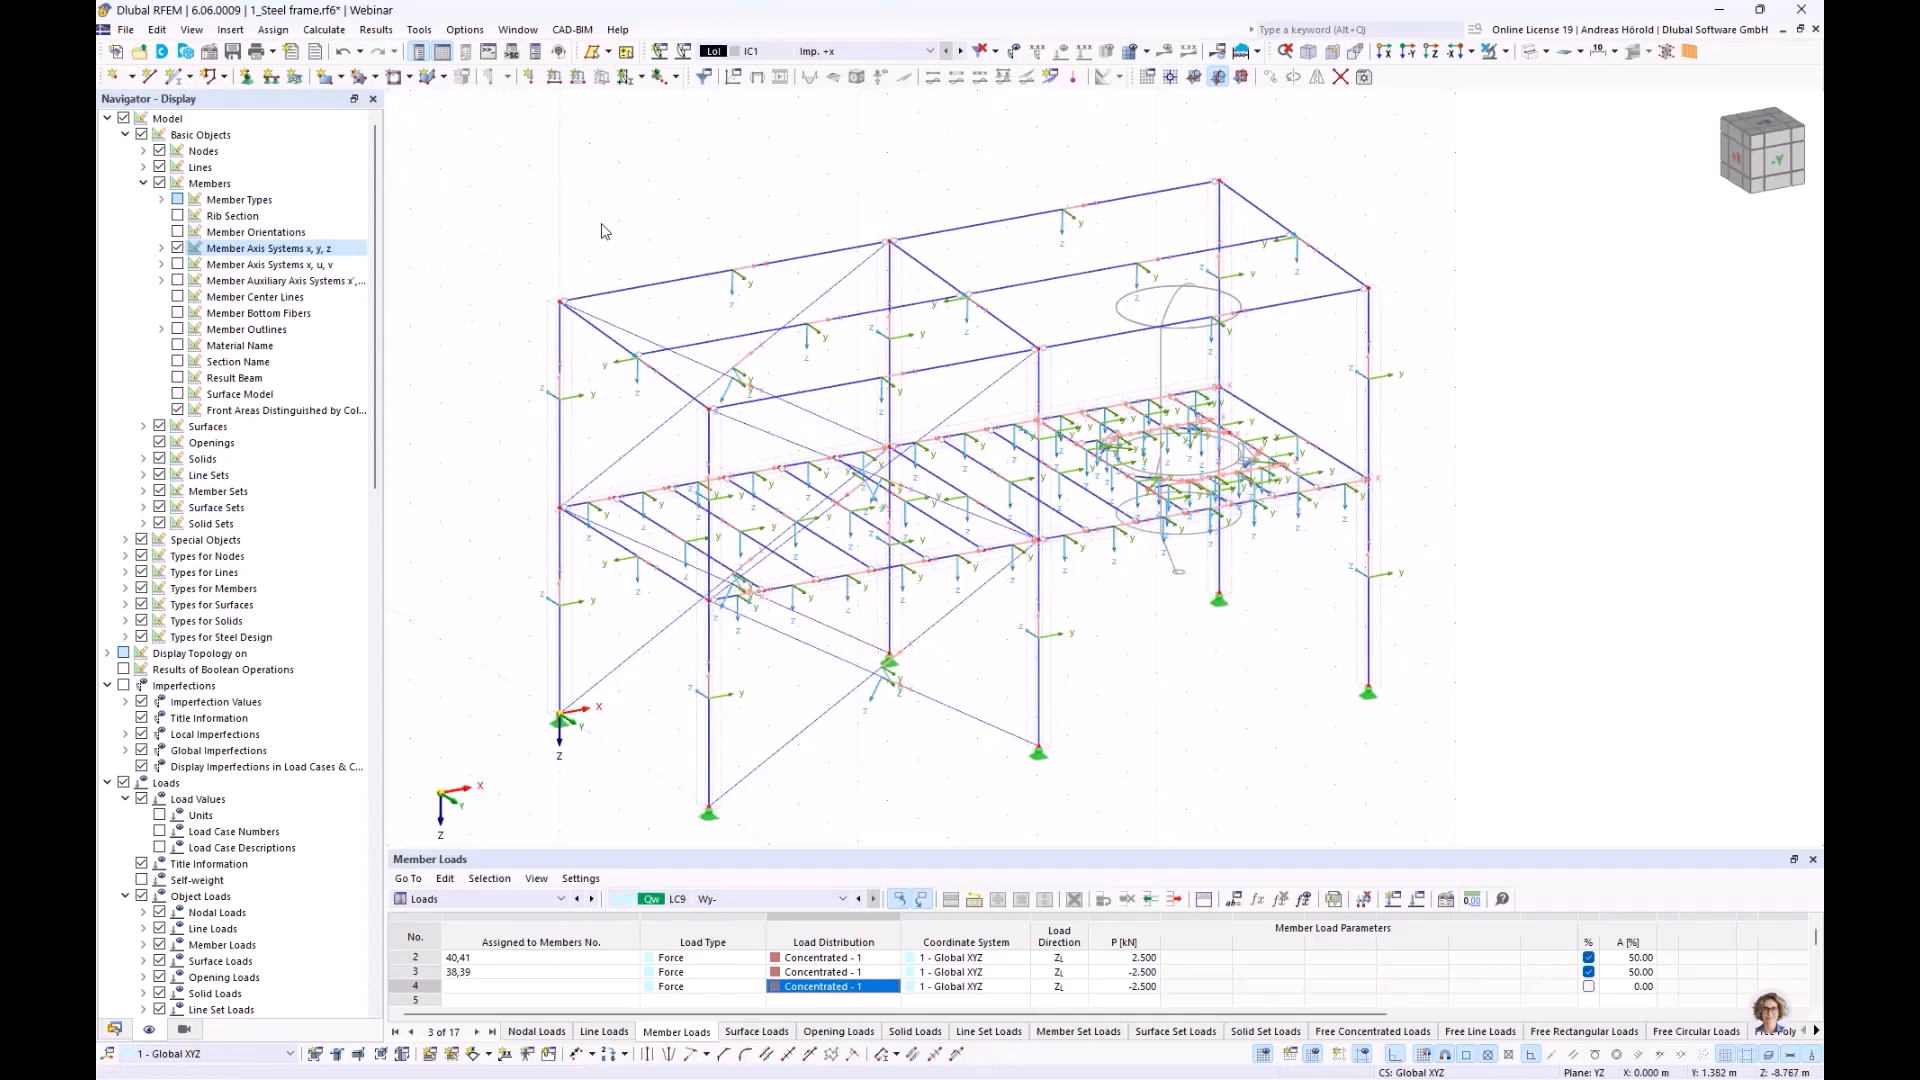 Dlubal RFEM | 6.06.0009 | 1_Steel frame.rf6* | Webinar
File Edit View Insert Assign Calculate Results Tools Options Window CAD-BIM Help
Type a keyword (Alt+Q)
Online License 19 | Andreas Hörold | Dlubal Software GmbH
LoI IC1 Imp. +x
Navigator - Display
Model
Basic Objects
Nodes
Lines
Members
Member Types
Rib Section
Member Orientations
Member Axis Systems x, y, z
Member Axis Systems x, u, v
Member Auxiliary Axis Systems x',...
Member Center Lines
Member Bottom Fibers
Member Outlines
Material Name
Section Name
Result Beam
Surface Model
Front Areas Distinguished by Col...
Surfaces
Openings
Solids
Line Sets
Member Sets
Surface Sets
Solid Sets
Special Objects
Types for Nodes
Types for Lines
Types for Members
Types for Surfaces
Types for Solids
Types for Steel Design
Display Topology on
Results of Boolean Operations
Imperfections
Imperfection Values
Title Information
Local Imperfections
Global Imperfections
Display Imperfections in Load Cases & C...
Loads
Load Values
Units
Load Case Numbers
Load Case Descriptions
Title Information
Self-weight
Object Loads
Nodal Loads
Line Loads
Member Loads
Surface Loads
Opening Loads
Solid Loads
Line Set Loads
X
Y
Z
X
Y
Z
-Y
Member Loads
Go To Edit Selection View Settings
Loads Qw LC9 Wy-
No. Assigned to Members No. Load Type Load Distribution Coordinate System Load Direction P [kN] Member Load Parameters % A [%]
2 40,41 Force Concentrated - 1 1 - Global XYZ ZL 2.500 50.00
3 38,39 Force Concentrated - 1 1 - Global XYZ ZL -2.500 50.00
4 Force Concentrated - 1 1 - Global XYZ ZL -2.500 0.00
5
3 of 17 Nodal Loads Line Loads Member Loads Surface Loads Opening Loads Solid Loads Line Set Loads Member Set Loads Surface Set Loads Solid Set Loads Free Concentrated Loads Free Line Loads Free Rectangular Loads Free Circular Loads
1 - Global XYZ
CS: Global XYZ Plane: YZ X: 0.000 m Y: 1.382 m Z: -8.767 m